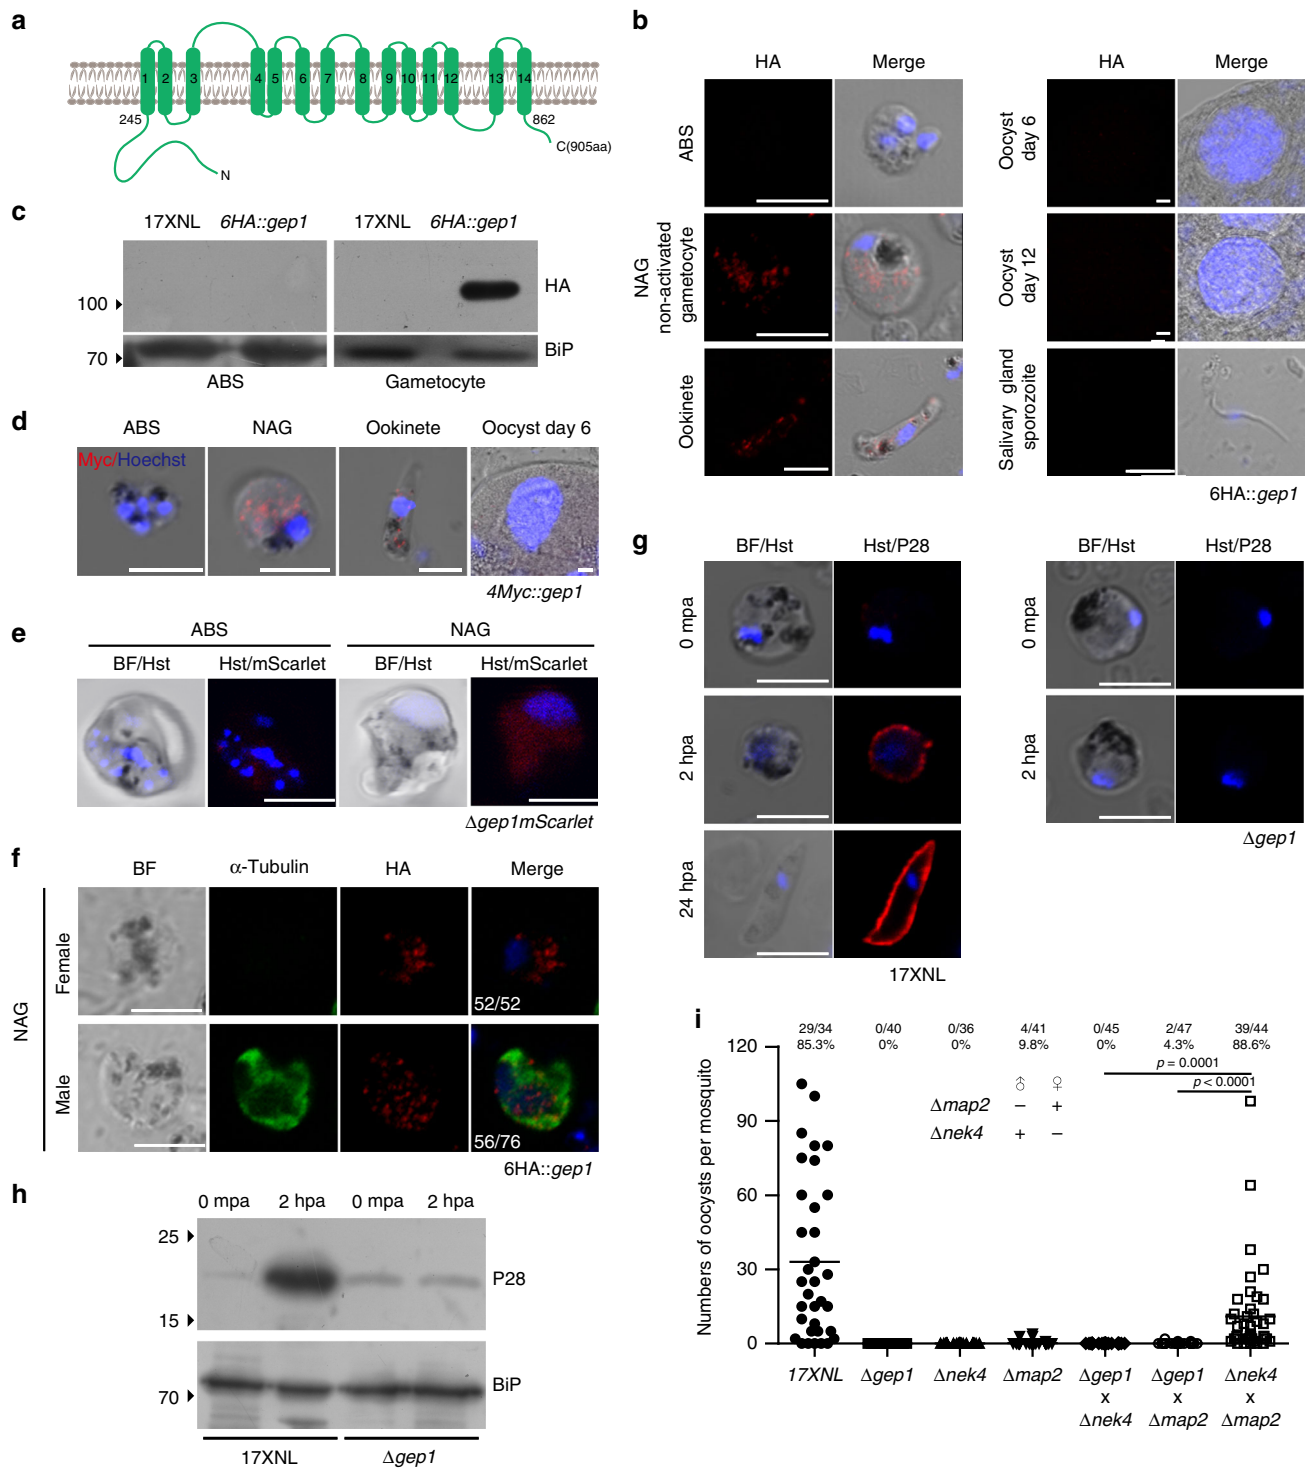 a
1 2 3 4 5 6 7 8 9 10 11 12 13 14
245
862
C(905aa)
N
b
HA Merge
ABS
NAG
non-activated
gametocyte
Ookinete
HA Merge
Oocyst
day 6
Oocyst
day 12
Salivary gland
sporozoite
6HA::gep1
c
17XNL 6HA::gep1 17XNL 6HA::gep1
HA
100
BiP
70
ABS Gametocyte
d
ABS NAG Ookinete Oocyst day 6
Myc/Hoechst
4Myc::gep1
e
ABS NAG
BF/Hst Hst/mScarlet BF/Hst Hst/mScarlet
Δgep1mScarlet
f
BF α-Tubulin HA Merge
NAG
Female
52/52
Male
56/76
6HA::gep1
g
BF/Hst Hst/P28
0 mpa
2 hpa
24 hpa
17XNL
BF/Hst Hst/P28
0 mpa
2 hpa
Δgep1
h
0 mpa 2 hpa 0 mpa 2 hpa
25
P28
15
BiP
70
17XNL Δgep1
i
29/34 0/40 0/36 4/41 0/45 2/47 39/44
85.3% 0% 0% 9.8% 0% 4.3% 88.6%
p = 0.0001
p < 0.0001
♂ ♀
Δmap2 − +
Δnek4 + −
Numbers of oocysts per mosquito
120
90
60
30
0
17XNL Δgep1 Δnek4 Δmap2 Δgep1 Δgep1 Δnek4
x x x
Δnek4 Δmap2 Δmap2